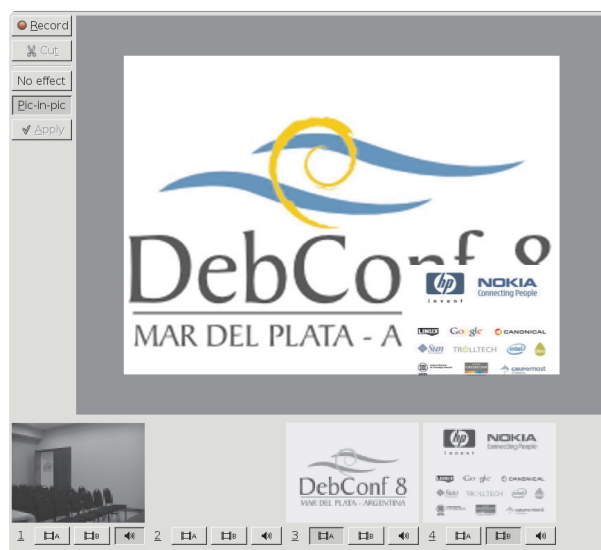 Record
Cut
No effect
Pic-in-pic
Apply
DebConf 8
MAR DEL PLATA - A
hp
invent
NOKIA
Connecting People
LINUX
Google
CANONICAL
Sun
TROLLTECH
intel
GRUPOMOST
DebConf 8
MAR DEL PLATA - ARGENTINA
hp
invent
NOKIA
Connecting People
LINUX
Google
CANONICAL
Sun
TROLLTECH
intel
1 A B 2 A B 3 A B 4 A B